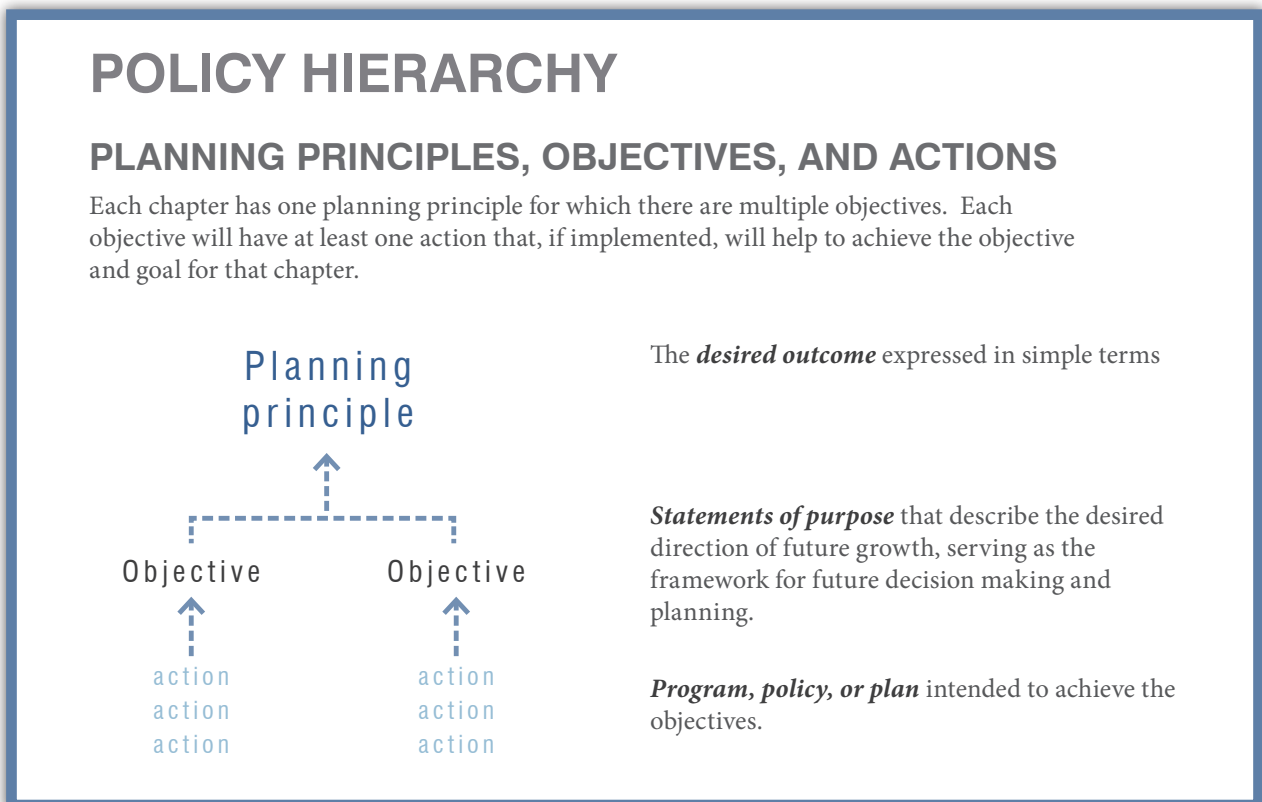 POLICY HIERARCHY
PLANNING PRINCIPLES, OBJECTIVES, AND ACTIONS
Each chapter has one planning principle for which there are multiple objectives.  Each
objective will have at least one action that, if implemented, will help to achieve the objective
and goal for that chapter.
Planning
principle
The desired outcome expressed in simple terms
Objective
Objective
Statements of purpose that describe the desired
direction of future growth, serving as the
framework for future decision making and
planning.
action
action
action
action
action
action
Program, policy, or plan intended to achieve the
objectives.